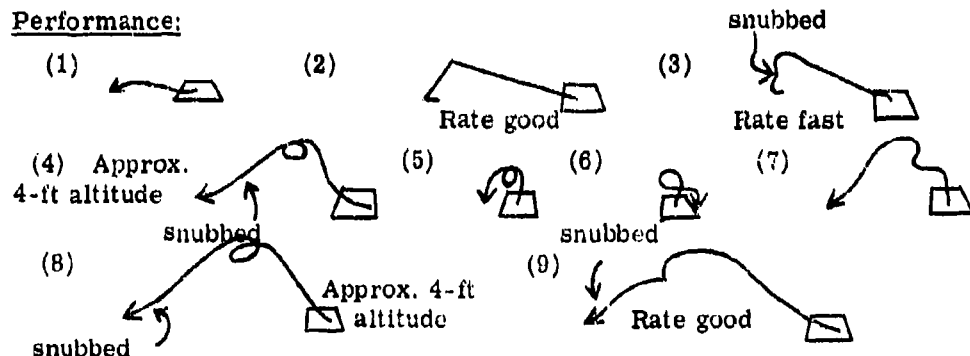 Performance:
snubbed
(1) (2) (3)
Rate good Rate fast
(4) Approx. (5) (6) (7)
4-ft altitude
snubbed snubbed
(8) (9)
Approx. 4-ft
altitude Rate good
snubbed